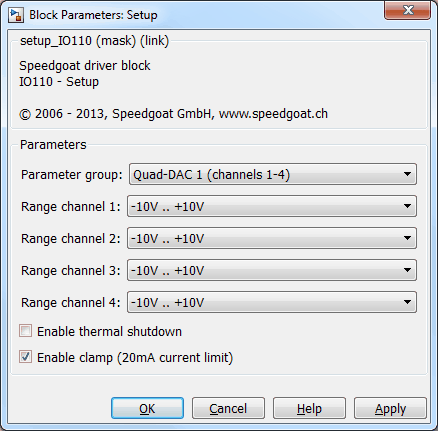 Block Parameters: Setup
setup_IO110 (mask) (link)
Speedgoat driver block
IO110 - Setup
© 2006 - 2013, Speedgoat GmbH, www.speedgoat.ch
Parameters
Parameter group: Quad-DAC 1 (channels 1-4)
Range channel 1: -10V .. +10V
Range channel 2: -10V .. +10V
Range channel 3: -10V .. +10V
Range channel 4: -10V .. +10V
Enable thermal shutdown
Enable clamp (20mA current limit)
OK Cancel Help Apply